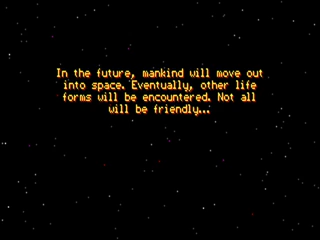 In the future, mankind will move out
into space. Eventually, other life
forms will be encountered. Not all
will be friendly...